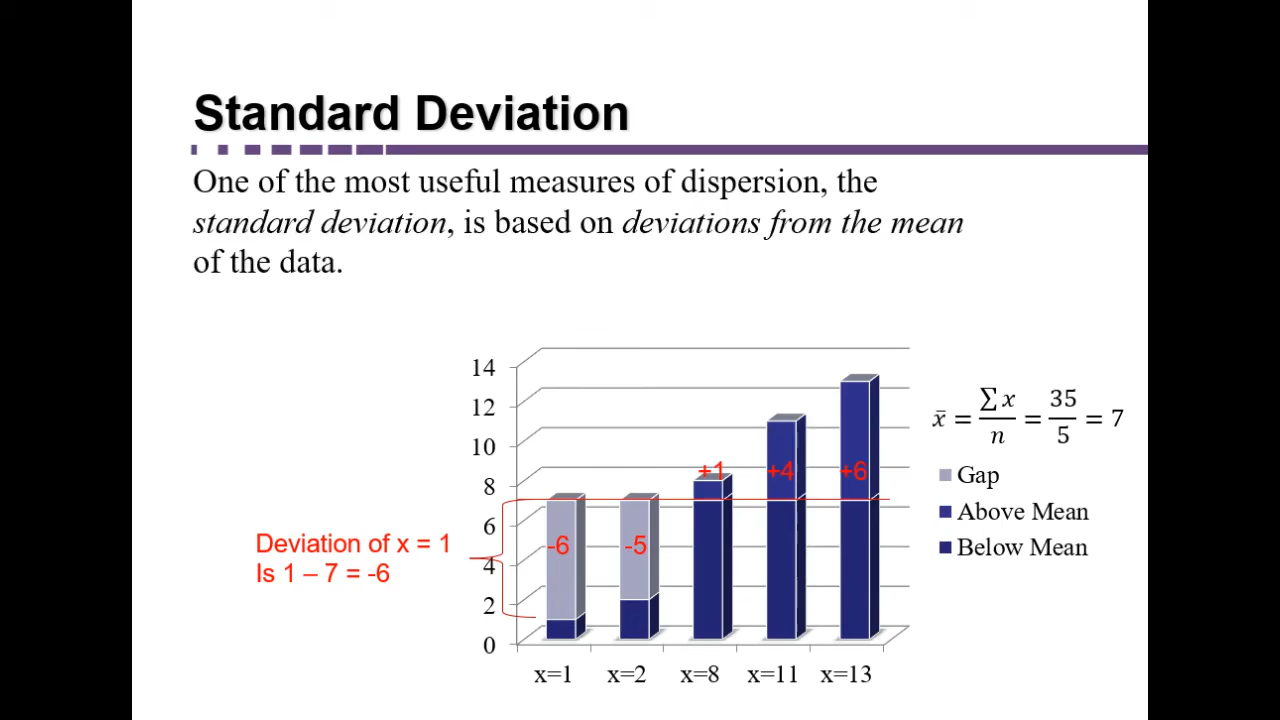 Standard Deviation
One of the most useful measures of dispersion, the
standard deviation, is based on deviations from the mean
of the data.
14
12
10
8
6
4
2
0
+1
+4
+6
-6
-5
Deviation of x = 1
Is 1 – 7 = -6
x=1
x=2
x=8
x=11
x=13
x̄ = ∑ x / n = 35 / 5 = 7
Gap
Above Mean
Below Mean